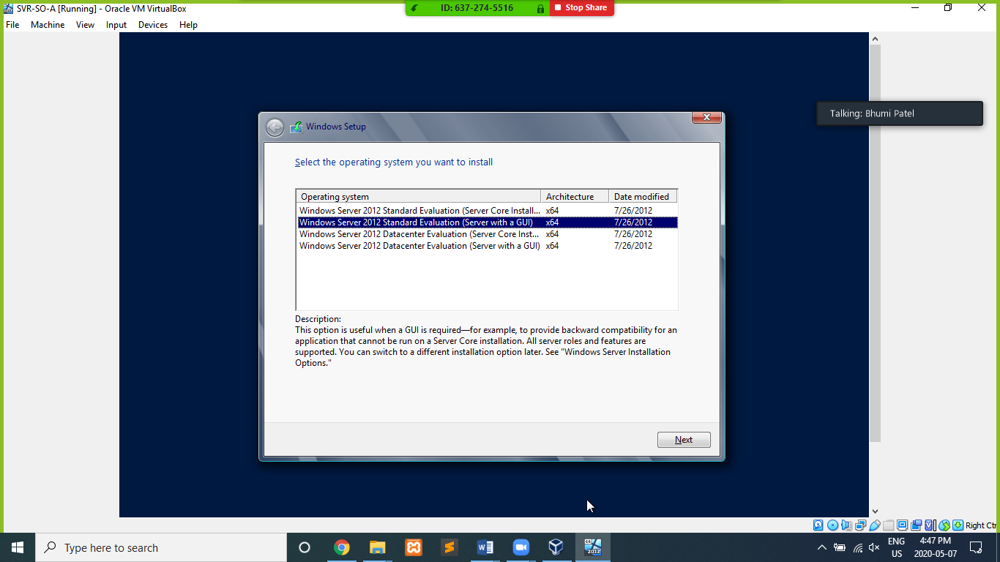 SVR-SO-A [Running] - Oracle VM VirtualBox
ID: 637-274-5516
Stop Share
File Machine View Input Devices Help
Talking: Bhumi Patel
Windows Setup
Select the operating system you want to install
Operating system Architecture Date modified
Windows Server 2012 Standard Evaluation (Server Core Install... x64 7/26/2012
Windows Server 2012 Standard Evaluation (Server with a GUI) x64 7/26/2012
Windows Server 2012 Datacenter Evaluation (Server Core Inst... x64 7/26/2012
Windows Server 2012 Datacenter Evaluation (Server with a GUI) x64 7/26/2012
Description:
This option is useful when a GUI is required—for example, to provide backward compatibility for an
application that cannot be run on a Server Core installation. All server roles and features are
supported. You can switch to a different installation option later. See "Windows Server Installation
Options."
Next
Right Ctr
Type here to search
64
2012
ENG
US
4:47 PM
2020-05-07